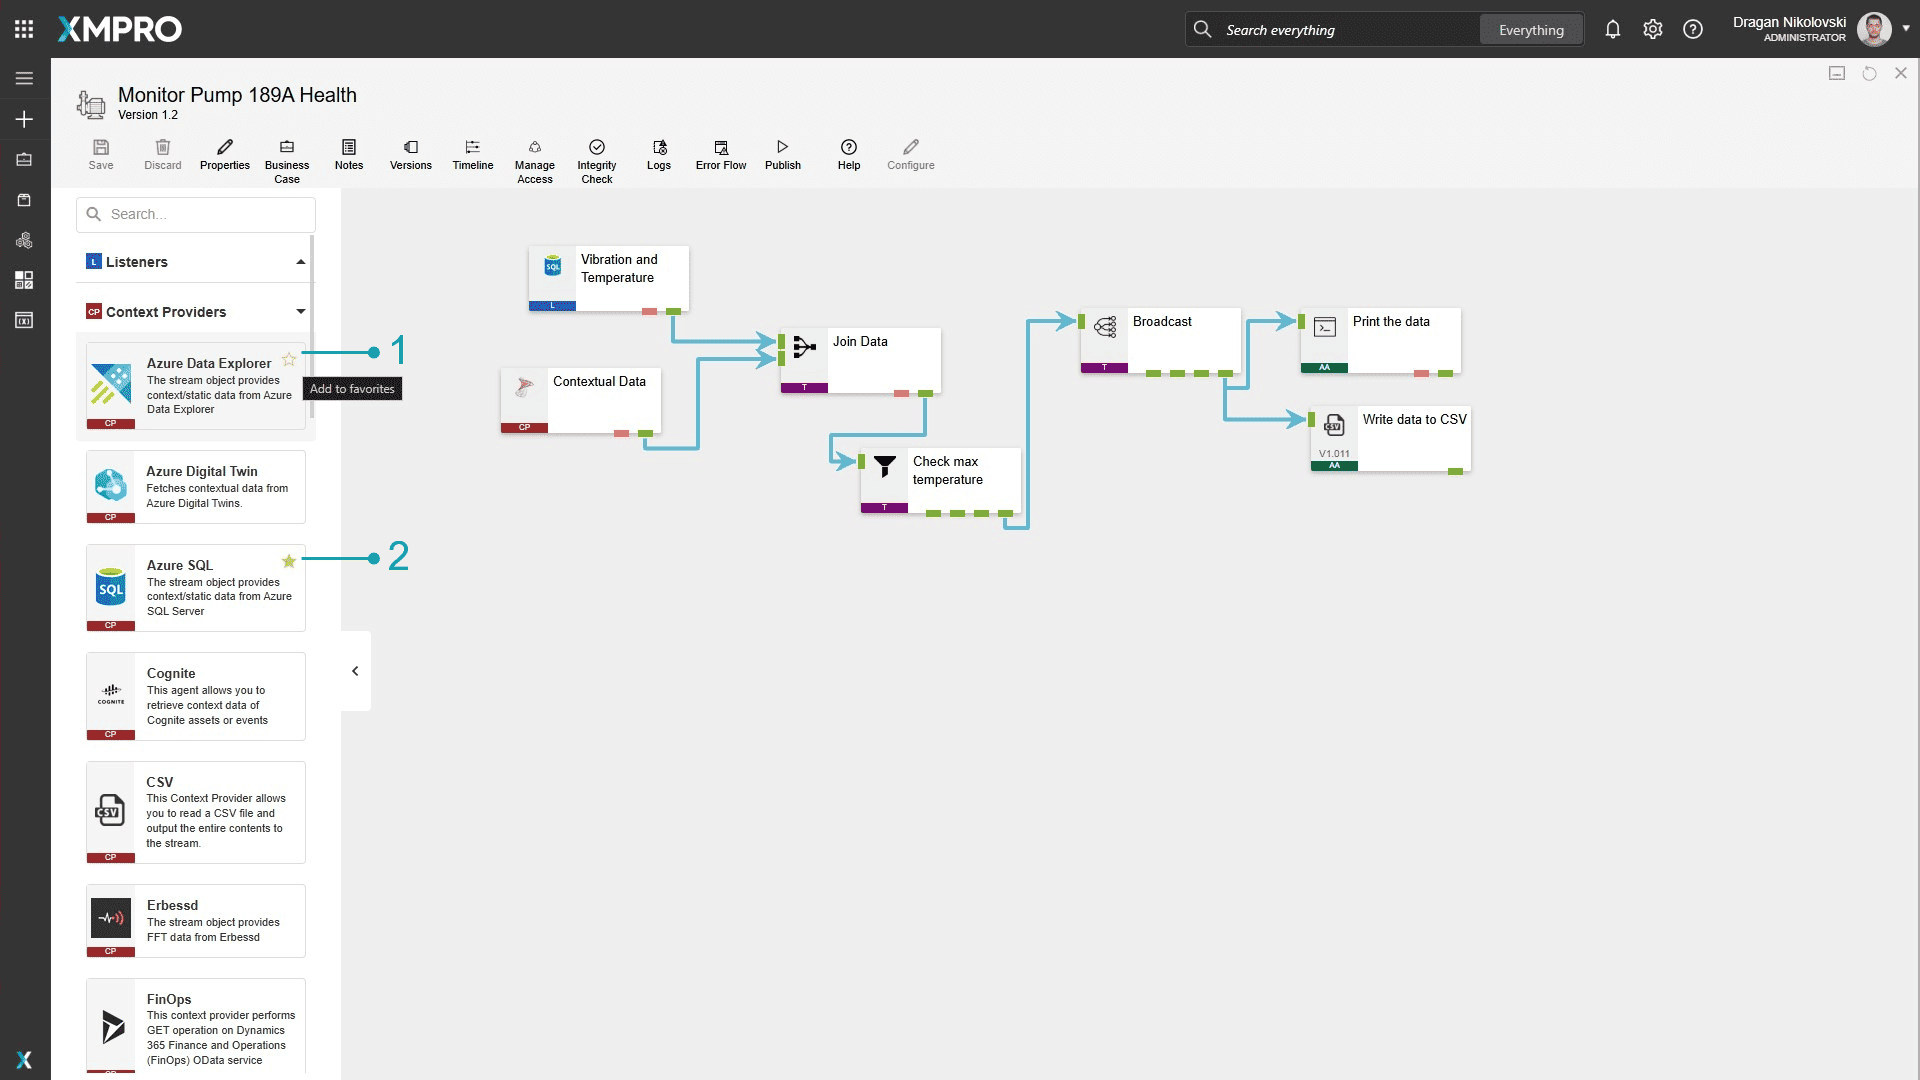 XMPRO
Search everything
Everything
Dragan Nikolovski
ADMINISTRATOR
Monitor Pump 189A Health
Version 1.2
Save
Discard
Properties
Business
Case
Notes
Versions
Timeline
Manage
Access
Integrity
Check
Logs
Error Flow
Publish
Help
Configure
Search...
L Listeners
CP Context Providers
Azure Data Explorer
The stream object provides
context/static data from Azure
Data Explorer
CP
Add to favorites
1
Azure Digital Twin
Fetches contextual data from
Azure Digital Twins.
CP
Azure SQL
The stream object provides
context/static data from Azure
SQL Server
SQL
CP
2
Cognite
This agent allows you to
retrieve context data of
Cognite assets or events
COGNITE
CP
CSV
This Context Provider allows
you to read a CSV file and
output the entire contents to
the stream.
CSV
CP
Erbessd
The stream object provides
FFT data from Erbessd
CP
FinOps
This context provider performs
GET operation on Dynamics
365 Finance and Operations
(FinOps) OData service
Vibration and
Temperature
SQL
L
Contextual Data
CP
Join Data
T
Check max
temperature
T
Broadcast
T
Print the data
AA
Write data to CSV
CSV
V1.011
AA
X